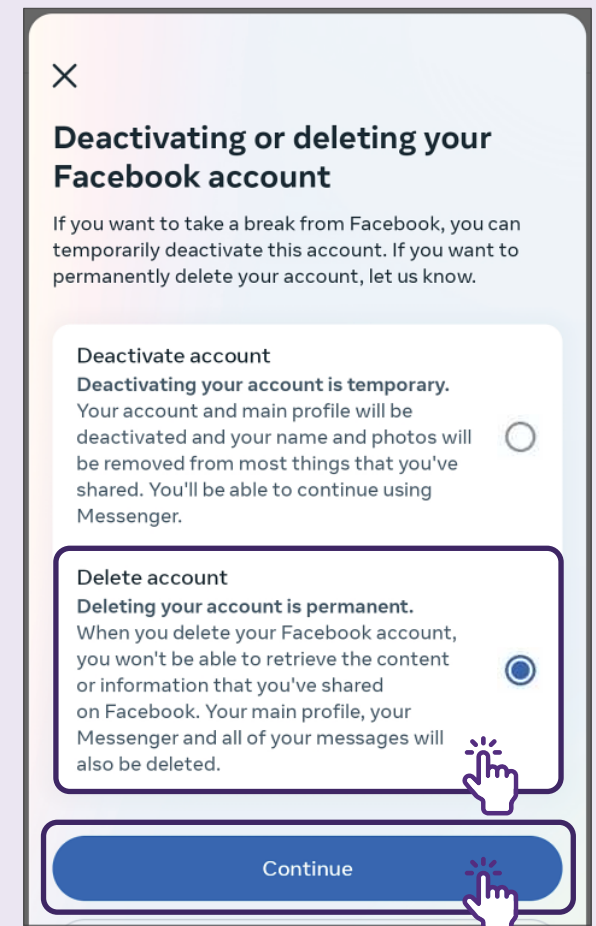 Deactivating or deleting your
Facebook account
If you want to take a break from Facebook, you can
temporarily deactivate this account. If you want to
permanently delete your account, let us know.
Deactivate account
Deactivating your account is temporary.
Your account and main profile will be
deactivated and your name and photos will
be removed from most things that you've
shared. You'll be able to continue using
Messenger.
Delete account
Deleting your account is permanent.
When you delete your Facebook account,
you won't be able to retrieve the content
or information that you've shared
on Facebook. Your main profile, your
Messenger and all of your messages will
also be deleted.
Continue